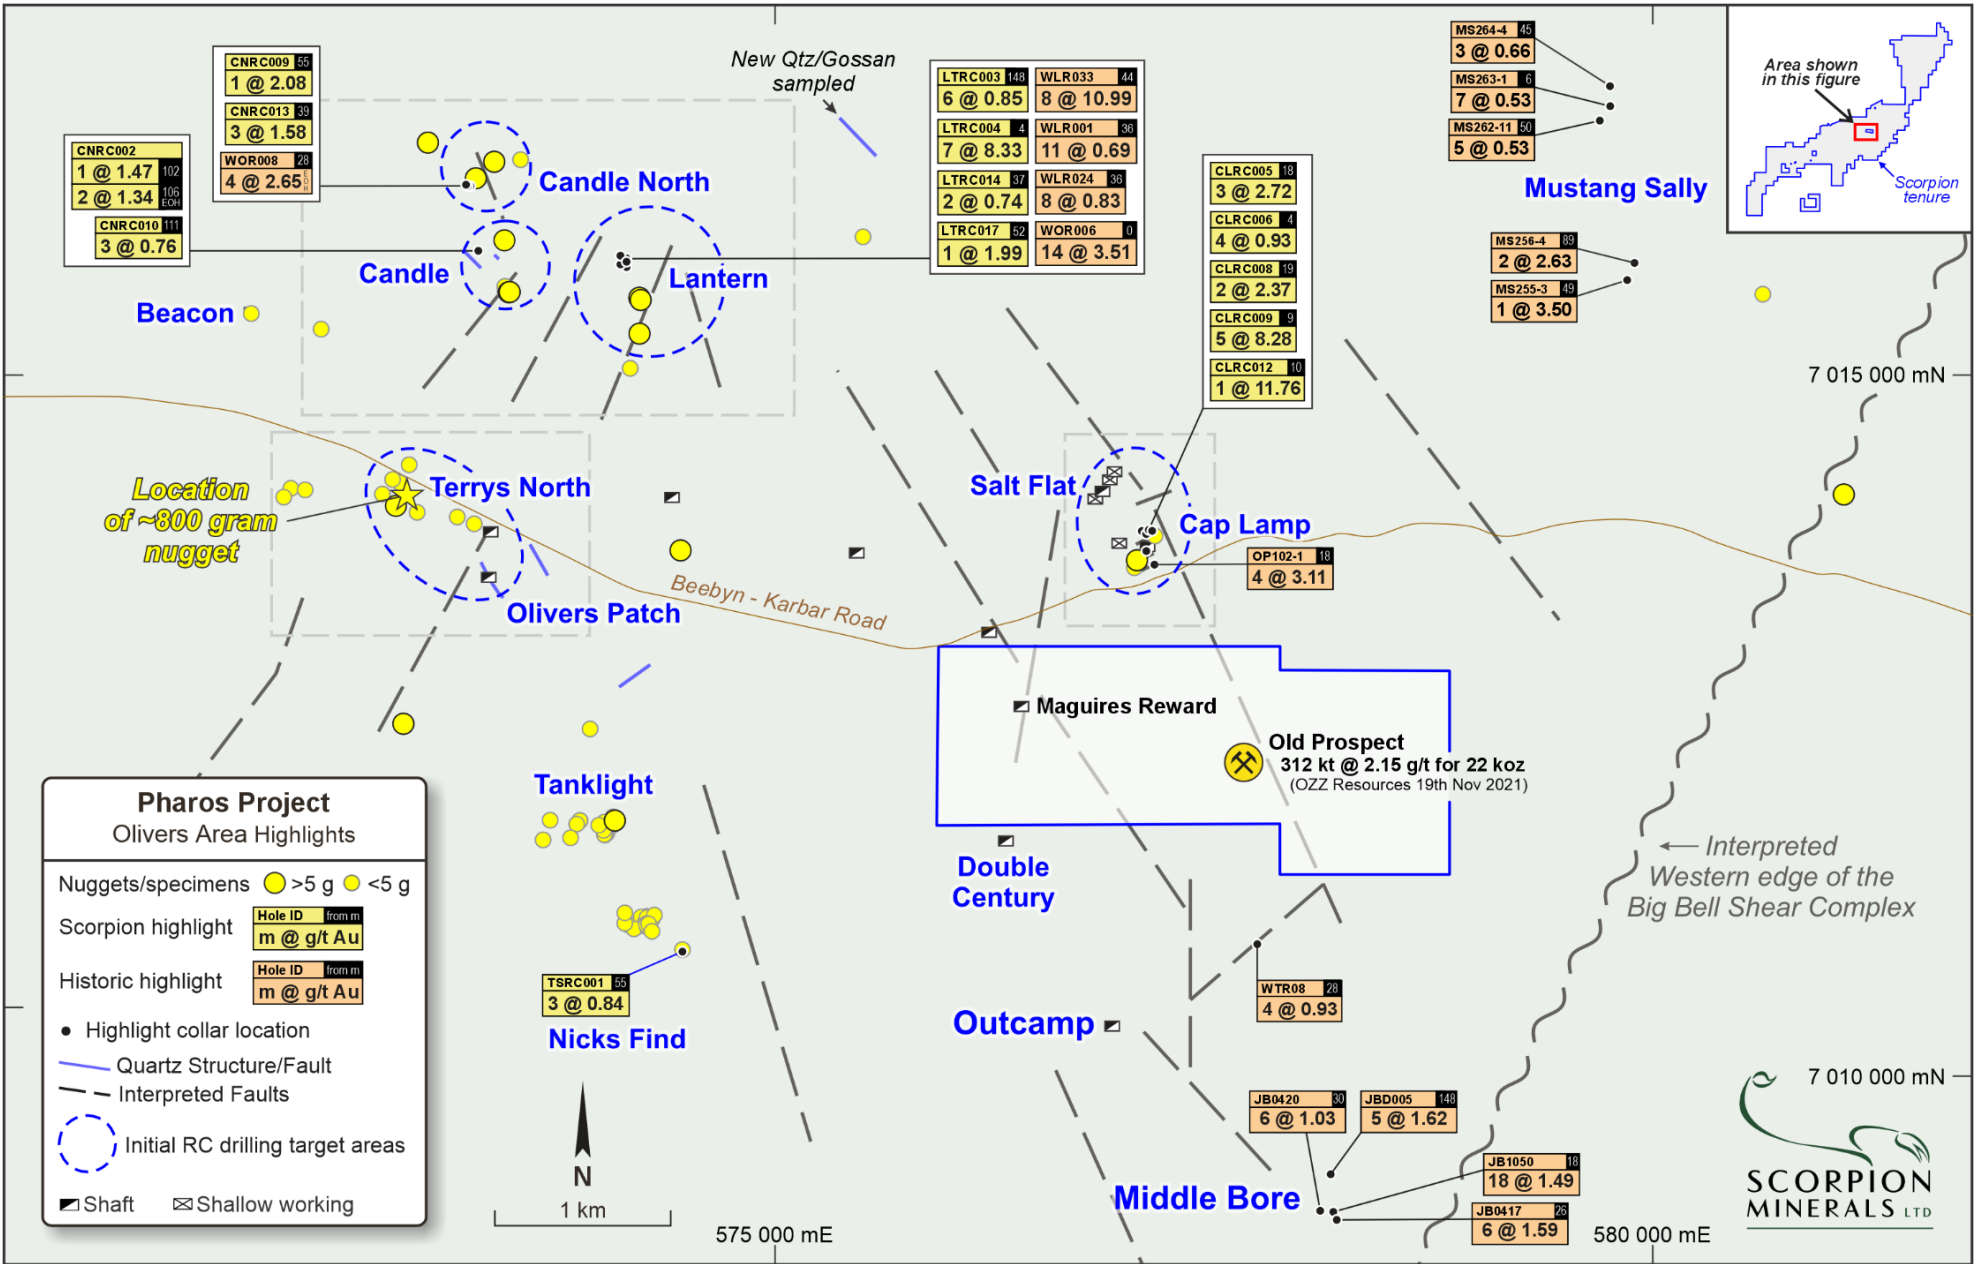 New Qtz/Gossan
sampled
CNRC009 55
1 @ 2.08
CNRC013 39
3 @ 1.58
WOR008 28
4 @ 2.65 EOH
CNRC002
1 @ 1.47 102
2 @ 1.34 106 EOH
CNRC010 111
3 @ 0.76
Candle North
Candle
Lantern
Beacon
LTRC003 148
6 @ 0.85
LTRC004 4
7 @ 8.33
LTRC014 37
2 @ 0.74
LTRC017 52
1 @ 1.99
WLR033 44
8 @ 10.99
WLR001 36
11 @ 0.69
WLR024 36
8 @ 0.83
WOR006 0
14 @ 3.51
CLRC005 18
3 @ 2.72
CLRC006 4
4 @ 0.93
CLRC008 19
2 @ 2.37
CLRC009 9
5 @ 8.28
CLRC012 10
1 @ 11.76
MS264-4 45
3 @ 0.66
MS263-1 6
7 @ 0.53
MS262-11 50
5 @ 0.53
Mustang Sally
MS256-4 89
2 @ 2.63
MS255-3 49
1 @ 3.50
Area shown
in this figure
Scorpion
tenure
7 015 000 mN
Location
of ~800 gram
nugget
Terrys North
Olivers Patch
Beebyn - Karbar Road
Salt Flat
Cap Lamp
OP102-1 18
4 @ 3.11
Maguires Reward
Old Prospect
312 kt @ 2.15 g/t for 22 koz
(OZZ Resources 19th Nov 2021)
Tanklight
Double
Century
Interpreted
Western edge of the
Big Bell Shear Complex
TSRC001 55
3 @ 0.84
Nicks Find
WTR08 28
4 @ 0.93
Outcamp
7 010 000 mN
JB0420 30
6 @ 1.03
JBD005 148
5 @ 1.62
JB1050 18
18 @ 1.49
JB0417 26
6 @ 1.59
Middle Bore
Pharos Project
Olivers Area Highlights
Nuggets/specimens >5 g <5 g
Scorpion highlight
Hole ID from m
m @ g/t Au
Historic highlight
Hole ID from m
m @ g/t Au
Highlight collar location
Quartz Structure/Fault
Interpreted Faults
Initial RC drilling target areas
Shaft Shallow working
N
1 km
575 000 mE
580 000 mE
SCORPION
MINERALS LTD